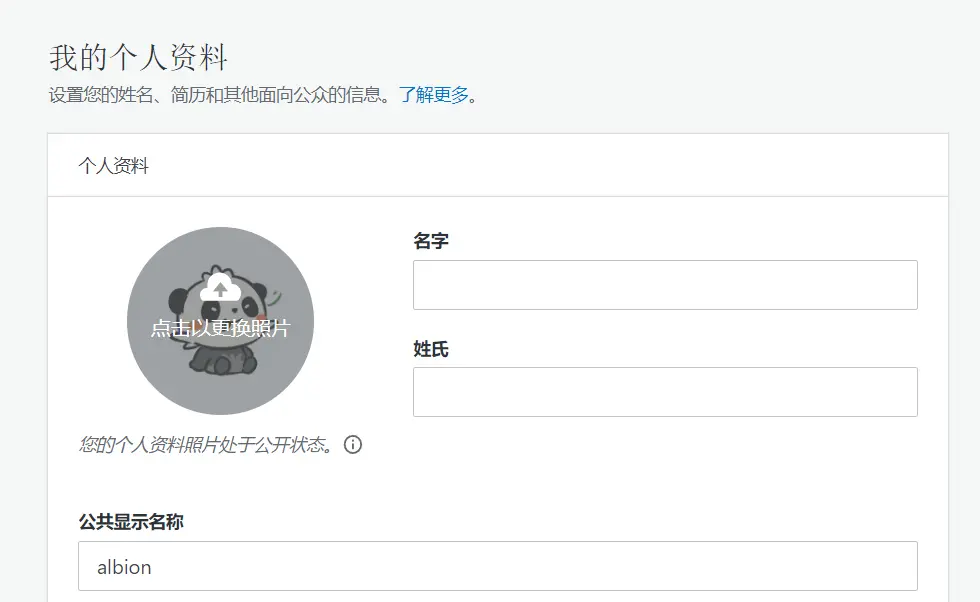 我的个人资料
设置您的姓名、简历和其他面向公众的信息。了解更多。
个人资料
名字
点击以更换照片
姓氏
您的个人资料照片处于公开状态。
公共显示名称
albion